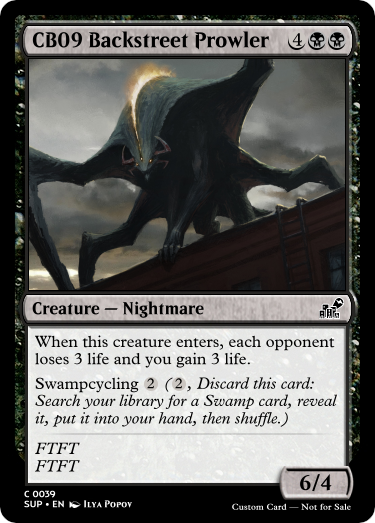 CB09 Backstreet Prowler 4
Creature — Nightmare
When this creature enters, each opponent
loses 3 life and you gain 3 life.
Swampcycling 2 (2, Discard this card:
Search your library for a Swamp card, reveal
it, put it into your hand, then shuffle.)
FTFT
FTFT
6/4
C 0039
SUP • EN Ilya Popov
Custom Card — Not for Sale